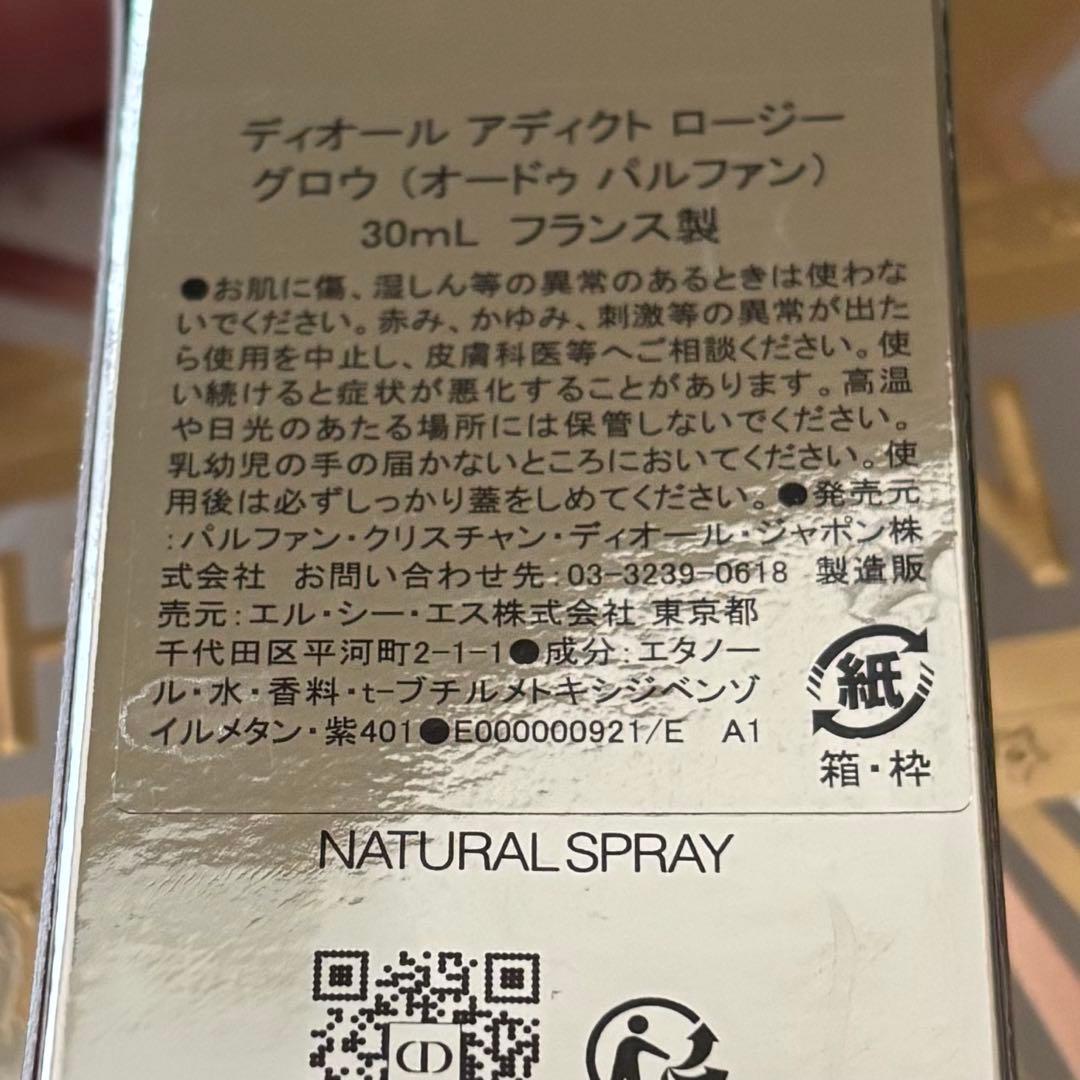 ディオール アディクト ロージー
グロウ（オードゥ パルファン）
30mL フランス製
●お肌に傷、湿しん等の異常のあるときは使わな
いでください。赤み、かゆみ、刺激等の異常が出た
ら使用を中止し、皮膚科医等へご相談ください。使
い続けると症状が悪化することがあります。高温
や日光のあたる場所には保管しないでください。
乳幼児の手の届かないところにおいてください。使
用後は必ずしっかり蓋をしめてください。●発売元
:パルファン・クリスチャン・ディオール・ジャポン株
式会社 お問い合わせ先:03-3239-0618 製造販
売元:エル・シー・エス株式会社 東京都
千代田区平河町2-1-1●成分:エタノー
ル・水・香料・t-ブチルメトキシジベンゾ
イルメタン・紫401●E000000921/E A1
紙
箱・枠
NATURAL SPRAY
CD